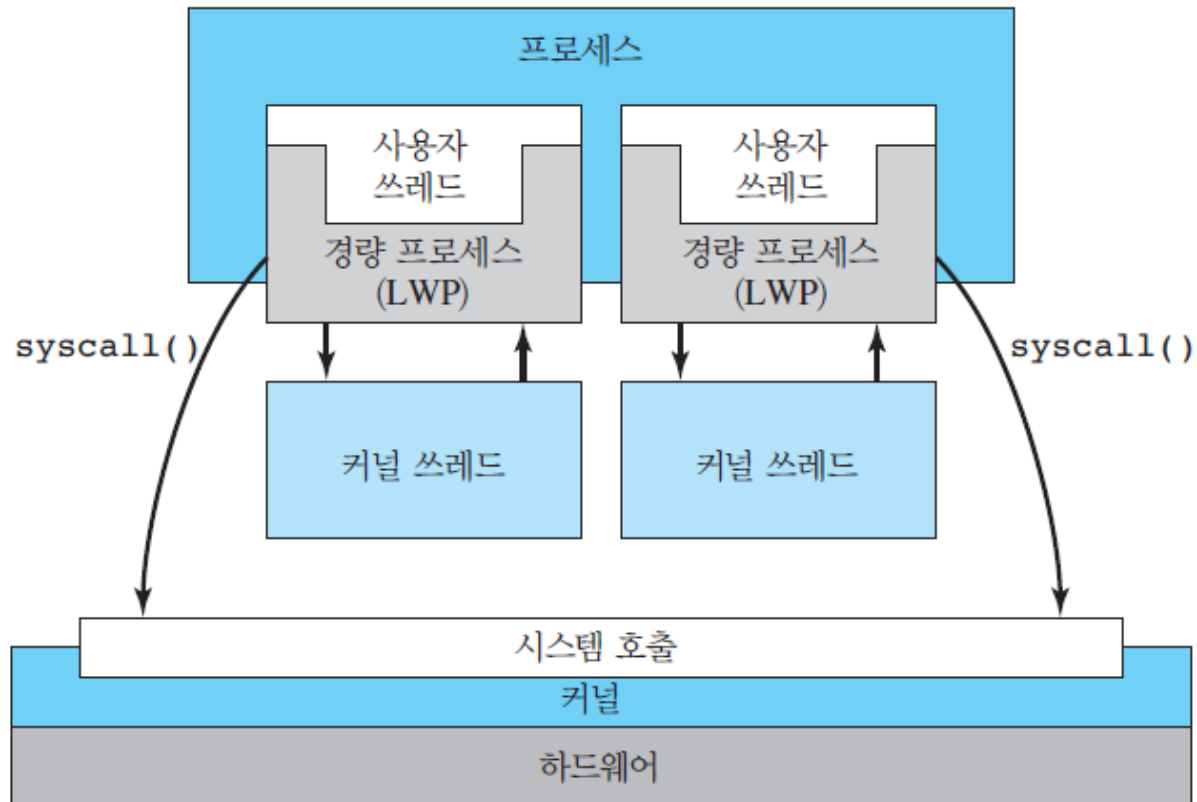 프로세스
사용자
쓰레드
경량 프로세스
(LWP)
사용자
쓰레드
경량 프로세스
(LWP)
syscall()
syscall()
커널 쓰레드
커널 쓰레드
시스템 호출
커널
하드웨어